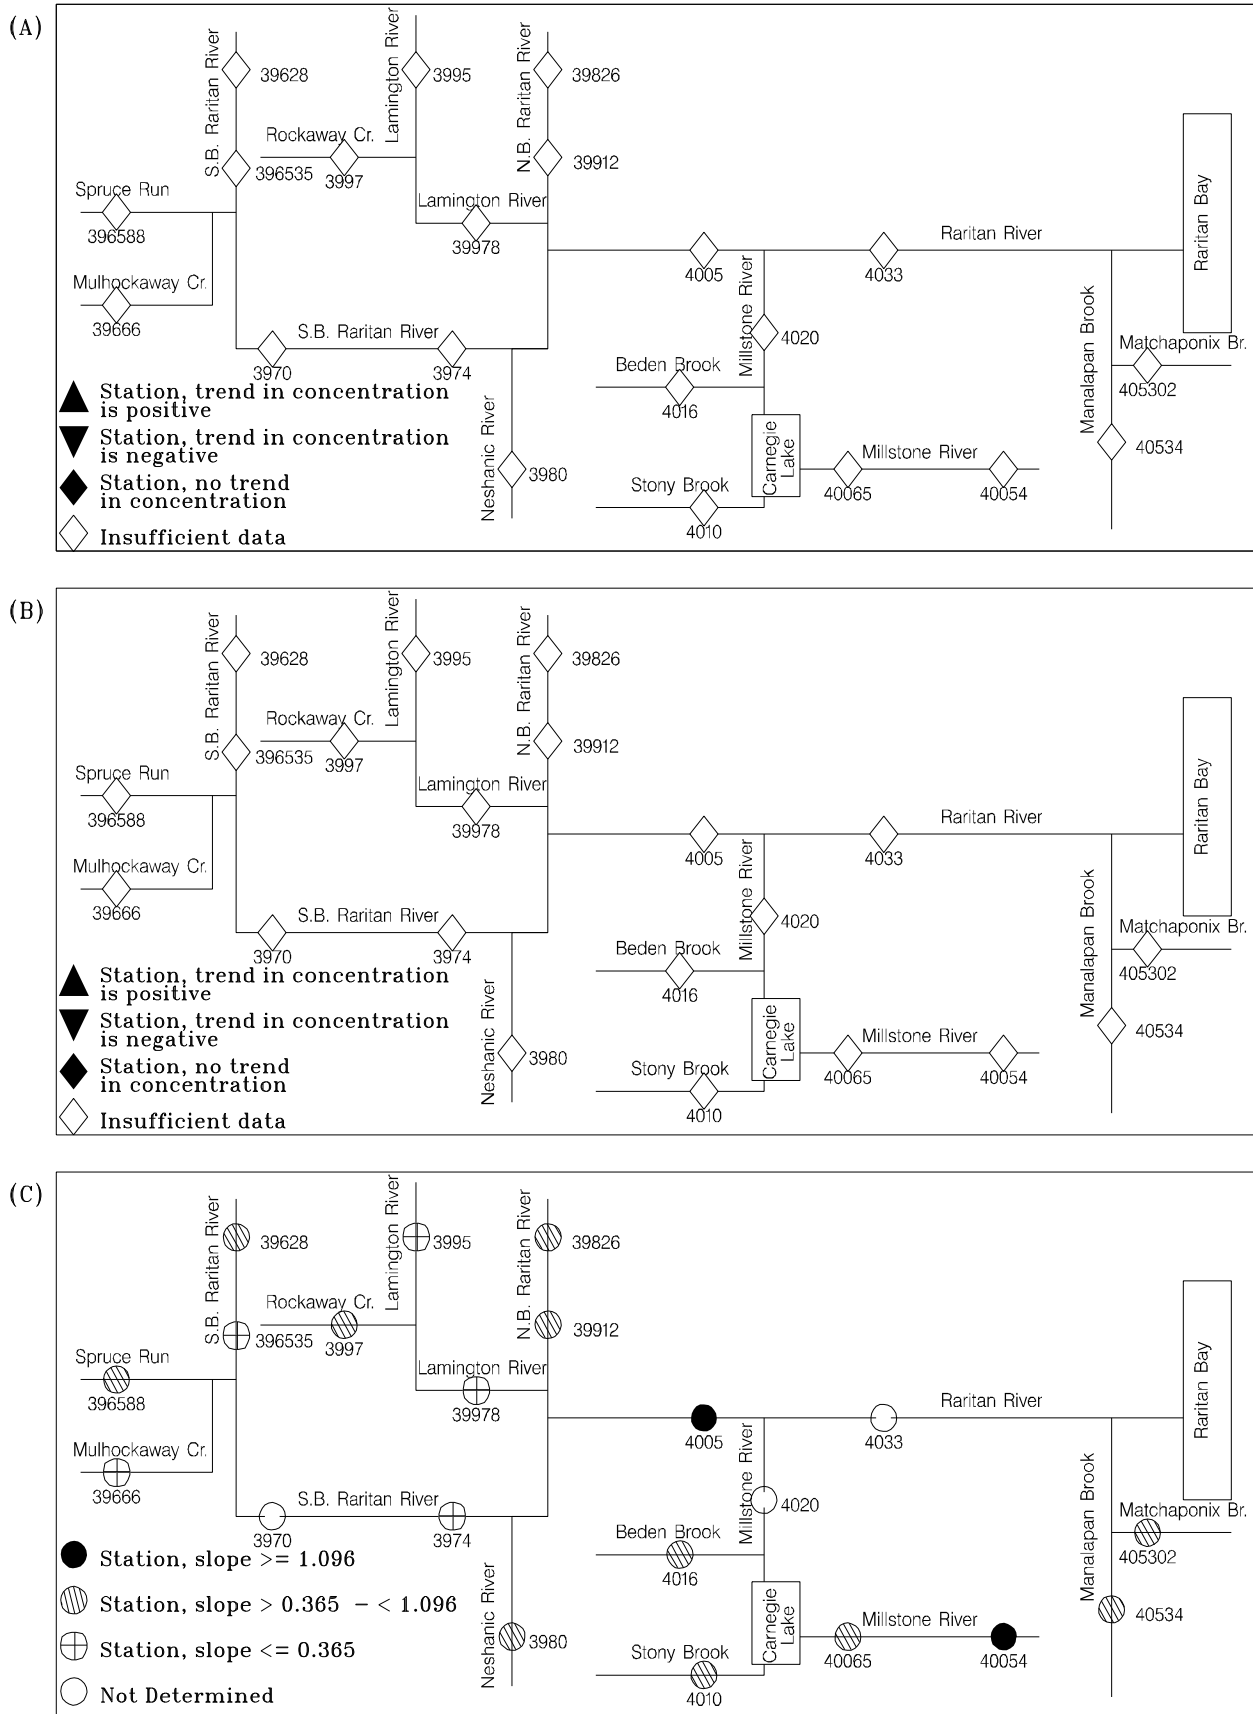 (A)
S.B. Raritan River
39628
Lamington River
3995
N.B. Raritan River
39826
Rockaway Cr.
3997
39912
396535
Spruce Run
396588
Lamington River
39978
Mulhockaway Cr.
39666
4005
4033
Raritan River
Raritan Bay
Millstone River
4020
S.B. Raritan River
3970
3974
Beden Brook
4016
Manalapan Brook
Matchaponix Br.
405302
40534
Neshanic River
3980
Carnegie
Lake
Millstone River
40065
40054
Stony Brook
4010
Station, trend in concentration
is positive
Station, trend in concentration
is negative
Station, no trend
in concentration
Insufficient data
(B)
S.B. Raritan River
39628
Lamington River
3995
N.B. Raritan River
39826
Rockaway Cr.
3997
39912
396535
Spruce Run
396588
Lamington River
39978
Mulhockaway Cr.
39666
4005
4033
Raritan River
Raritan Bay
Millstone River
4020
S.B. Raritan River
3970
3974
Beden Brook
4016
Manalapan Brook
Matchaponix Br.
405302
40534
Neshanic River
3980
Carnegie
Lake
Millstone River
40065
40054
Stony Brook
4010
Station, trend in concentration
is positive
Station, trend in concentration
is negative
Station, no trend
in concentration
Insufficient data
(C)
S.B. Raritan River
39628
Lamington River
3995
N.B. Raritan River
39826
Rockaway Cr.
3997
39912
396535
Spruce Run
396588
Lamington River
39978
Mulhockaway Cr.
39666
4005
4033
Raritan River
Raritan Bay
Millstone River
4020
S.B. Raritan River
3970
3974
Beden Brook
4016
Manalapan Brook
Matchaponix Br.
405302
40534
Neshanic River
3980
Carnegie
Lake
Millstone River
40065
40054
Stony Brook
4010
Station, slope >= 1.096
Station, slope > 0.365 - < 1.096
Station, slope <= 0.365
Not Determined